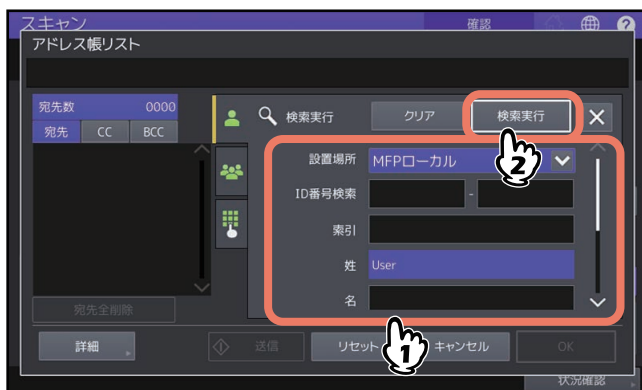 スキャン 確認
アドレス帳リスト
宛先数 0000
宛先 CC BCC
検索実行 クリア 検索実行
設置場所 MFPローカル
ID番号検索 -
索引
姓 User
名
宛先全削除
詳細 送信 リセット キャンセル OK
状況確認
1
2